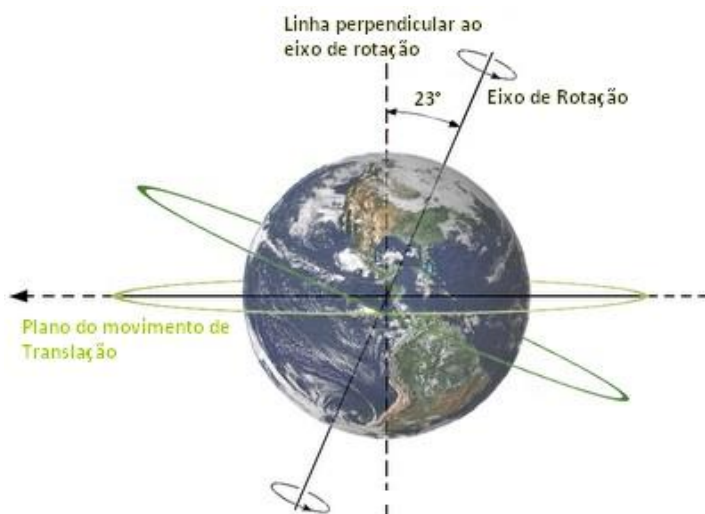 Linha perpendicular ao
eixo de rotação
23°
Eixo de Rotação
Plano do movimento de
Translação